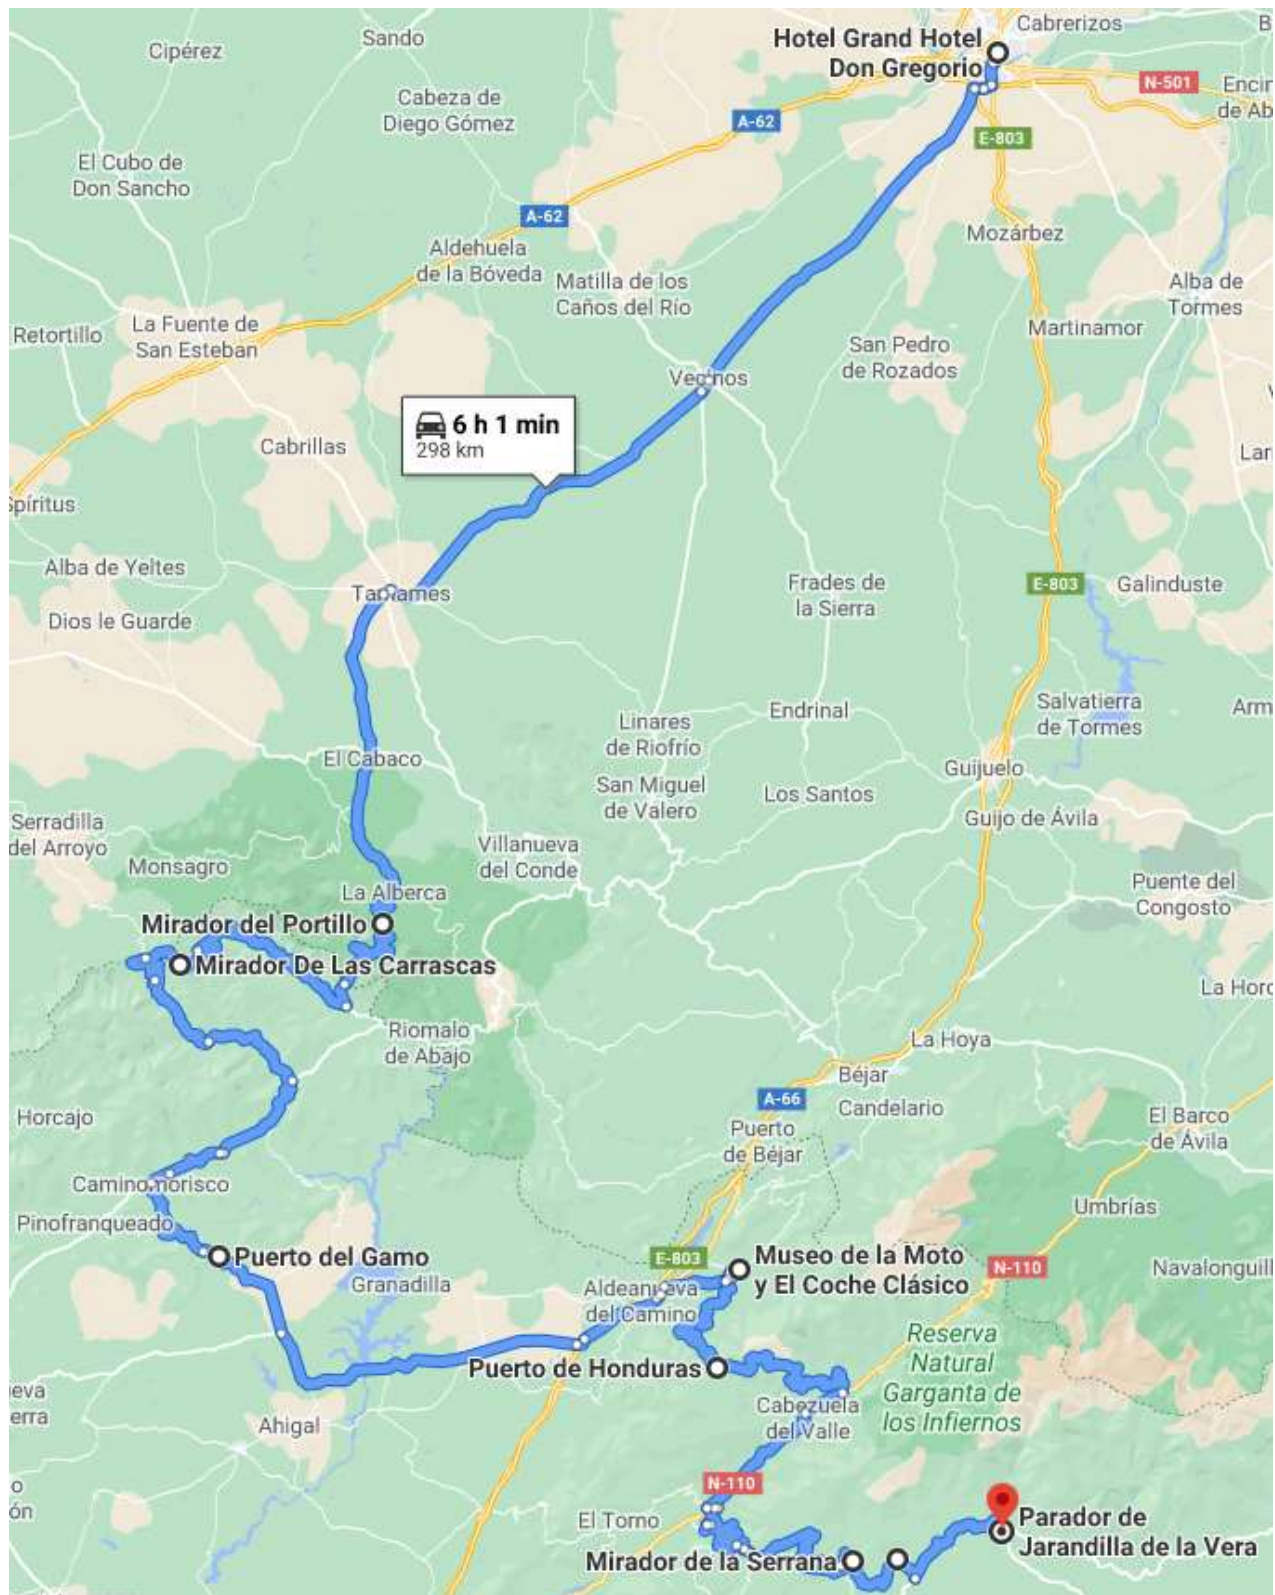 Cabrerizos
Sando
Cipérez
Hotel Grand Hotel
Don Gregorio
N-501
Cabeza de
Diego Gómez
A-62
E-803
El Cubo de
Don Sancho
A-62
Mozárbez
Aldehuela
de la Bóveda
Matilla de los
Caños del Río
Alba de
Tormes
Retortillo
La Fuente de
San Esteban
Martinamor
San Pedro
de Rozados
Vecinos
6 h 1 min
298 km
Cabrillas
Spíritus
Alba de Yeltes
Tamames
Frades de
la Sierra
E-803
Galinduste
Dios le Guarde
Linares
de Riofrío
Endrinal
Salvatierra
de Tormes
El Cabaco
San Miguel
de Valero
Los Santos
Guijuelo
Guijo de Ávila
Serradilla
del Arroyo
Monsagro
Villanueva
del Conde
La Alberca
Puente del
Congosto
Mirador del Portillo
Mirador De Las Carrascas
Riomalo
de Abajo
La Hoya
Béjar
A-66
Candelario
Horcajo
Puerto
de Béjar
El Barco
de Ávila
Caminomorisco
Umbrías
Pinofranqueado
Puerto del Gamo
E-803
Museo de la Moto
y El Coche Clásico
N-110
Navalonguill
Granadilla
Aldeanueva
del Camino
Reserva
Natural
Garganta de
los Infiernos
Puerto de Honduras
Cabezuela
del Valle
Ahigal
N-110
El Torno
Parador de
Jarandilla de la Vera
Mirador de la Serrana